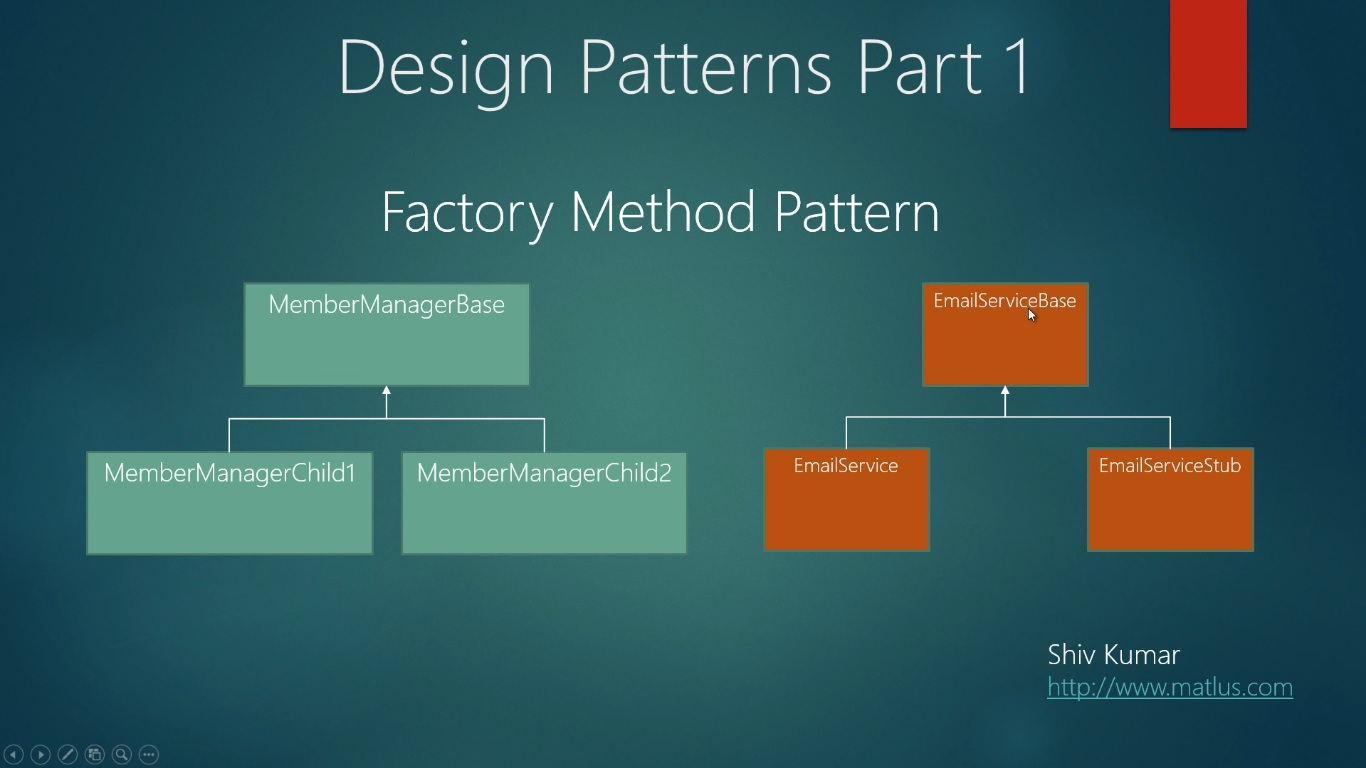 Design Patterns Part 1
Factory Method Pattern
MemberManagerBase
EmailServiceBase
MemberManagerChild1
MemberManagerChild2
EmailService
EmailServiceStub
Shiv Kumar
http://www.matlus.com